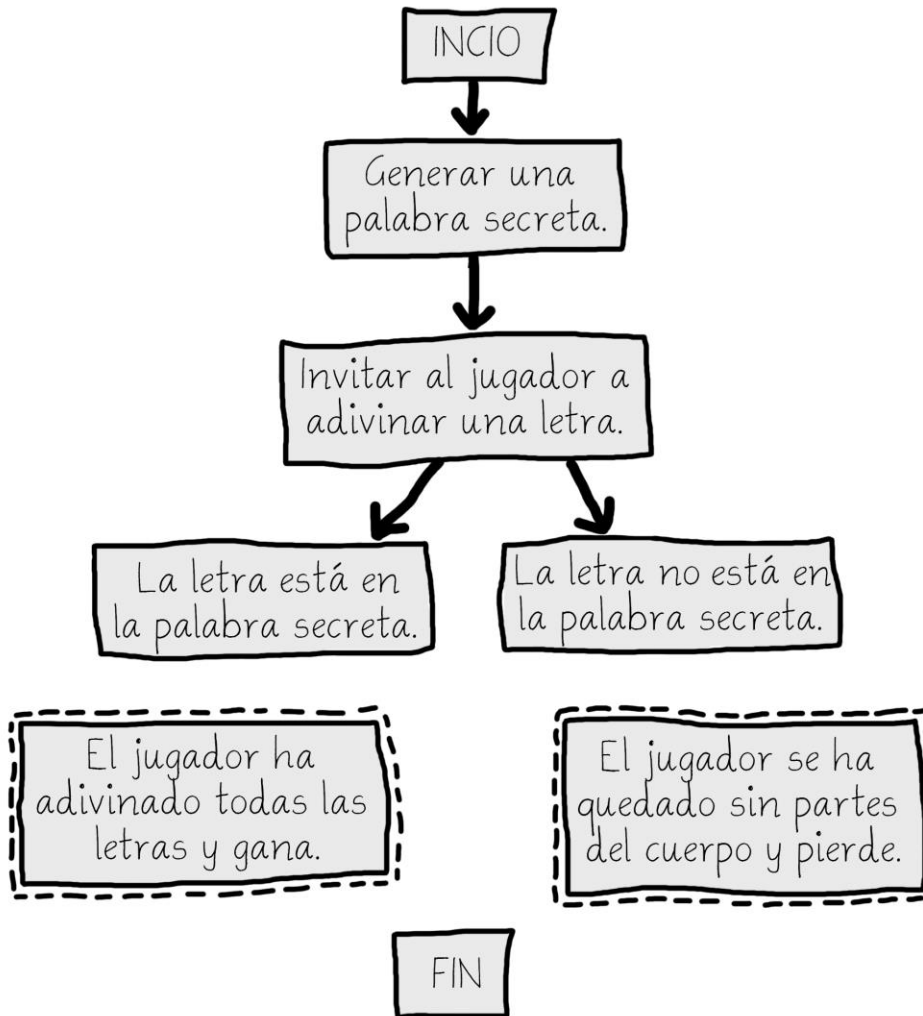 INCIO
Generar una
palabra secreta.
Invitar al jugador a
adivinar una letra.
La letra está en
la palabra secreta.
La letra no está en
la palabra secreta.
El jugador ha
adivinado todas las
letras y gana.
El jugador se ha
quedado sin partes
del cuerpo y pierde.
FIN